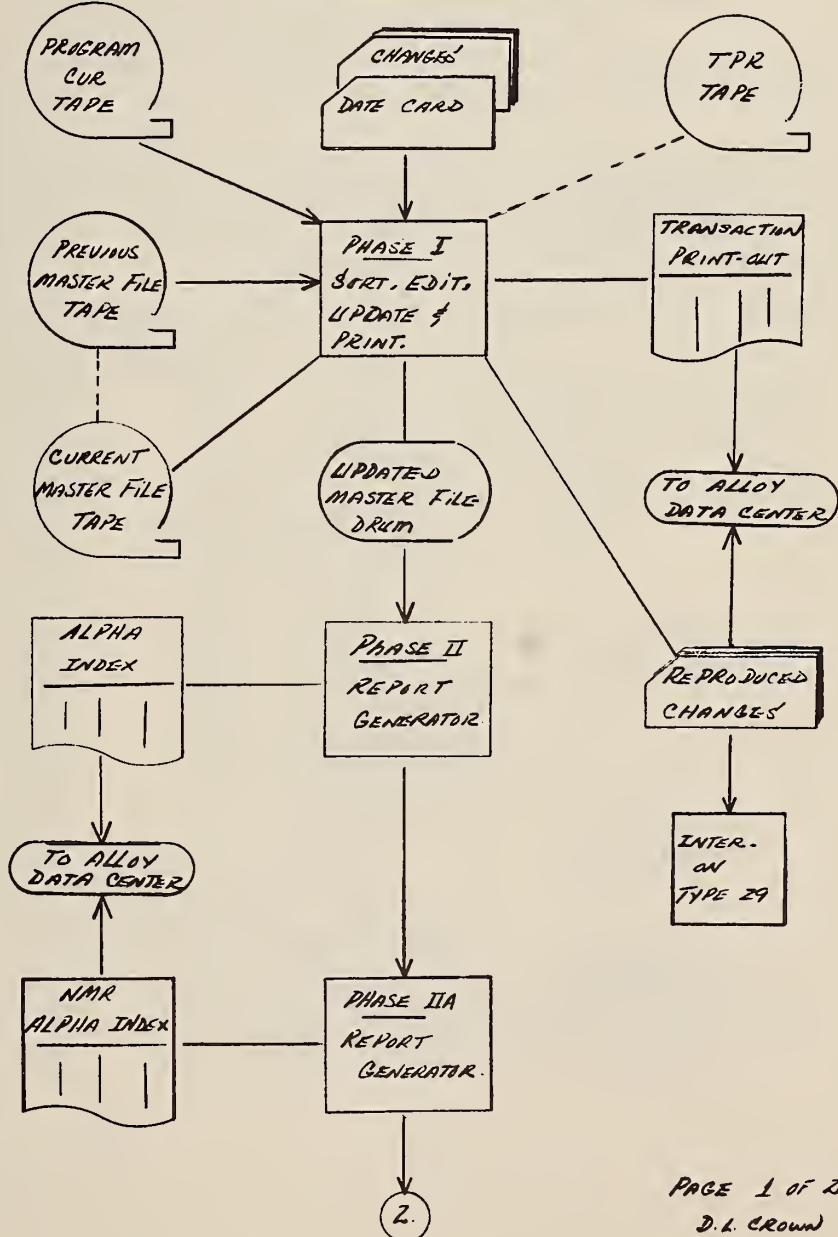 PROGRAM
CUR
TAPE
CHANGES
DATE CARD
TPR
TAPE
PREVIOUS
MASTER FILE
TAPE
PHASE I
SORT, EDIT,
UPDATE &
PRINT.
TRANSACTION
PRINT-OUT
CURRENT
MASTER FILE
TAPE
UPDATED
MASTER FILE
DRUM
TO ALLOY
DATA CENTER
ALPHA
INDEX
PHASE II
REPORT
GENERATOR
REPRODUCED
CHANGES
TO ALLOY
DATA CENTER
INTER.
ON
TYPE 29
NMR
ALPHA INDEX
PHASE IIA
REPORT
GENERATOR.
2.
PAGE 1 OF 2
D.L. CROWN